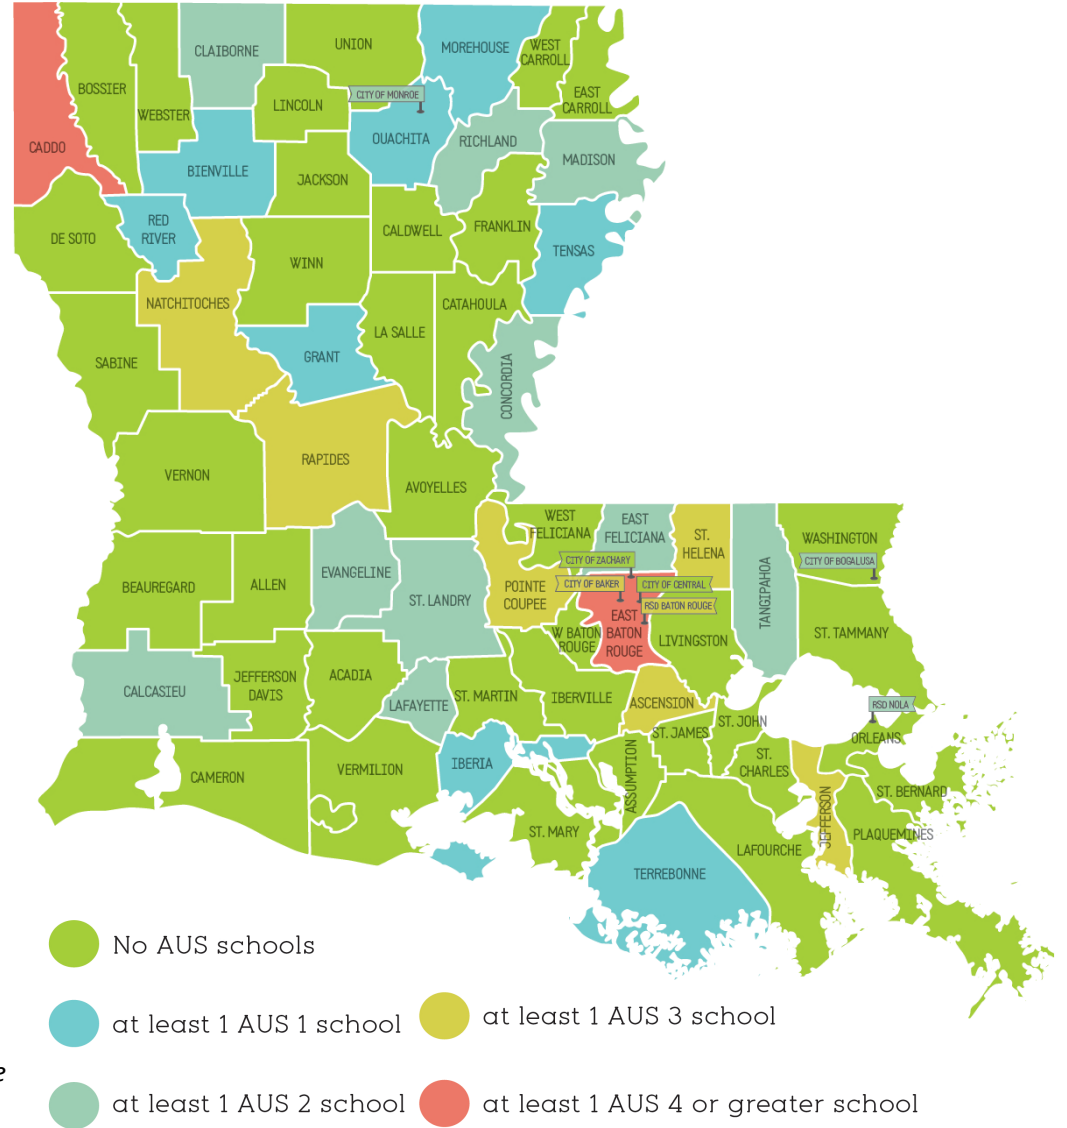 CLAIBORNE
UNION
MOREHOUSE
WEST
CARROLL
EAST
CARROLL
BOSSIER
WEBSTER
LINCOLN
CITY OF MONROE
OUACHITA
RICHLAND
MADISON
CADDO
BIENVILLE
JACKSON
DE SOTO
RED
RIVER
CALDWELL
FRANKLIN
TENSAS
WINN
NATCHITOCHES
CATAHOULA
LA SALLE
SABINE
GRANT
CONCORDIA
VERNON
RAPIDES
AVOYELLES
WEST
FELICIANA
EAST
FELICIANA
ST.
HELENA
WASHINGTON
CITY OF ZACHARY
CITY OF BOGALUSA
CITY OF BAKER
CITY OF CENTRAL
RSD BATON ROUGE
BEAUREGARD
ALLEN
EVANGELINE
ST. LANDRY
POINTE
COUPEE
TANGIPAHOA
EAST
BATON
ROUGE
W BATON
ROUGE
LIVINGSTON
ST. TAMMANY
CALCASIEU
JEFFERSON
DAVIS
ACADIA
LAFAYETTE
ST. MARTIN
IBERVILLE
ASCENSION
RSD NOLA
ST. JAMES
ST. JOHN
ORLEANS
CAMERON
VERMILION
IBERIA
ASSUMPTION
ST.
CHARLES
ST. BERNARD
JEFFERSON
ST. MARY
PLAQUEMINES
LAFOURCHE
TERREBONNE
No AUS schools
at least 1 AUS 1 school
at least 1 AUS 3 school
e
at least 1 AUS 2 school
at least 1 AUS 4 or greater school